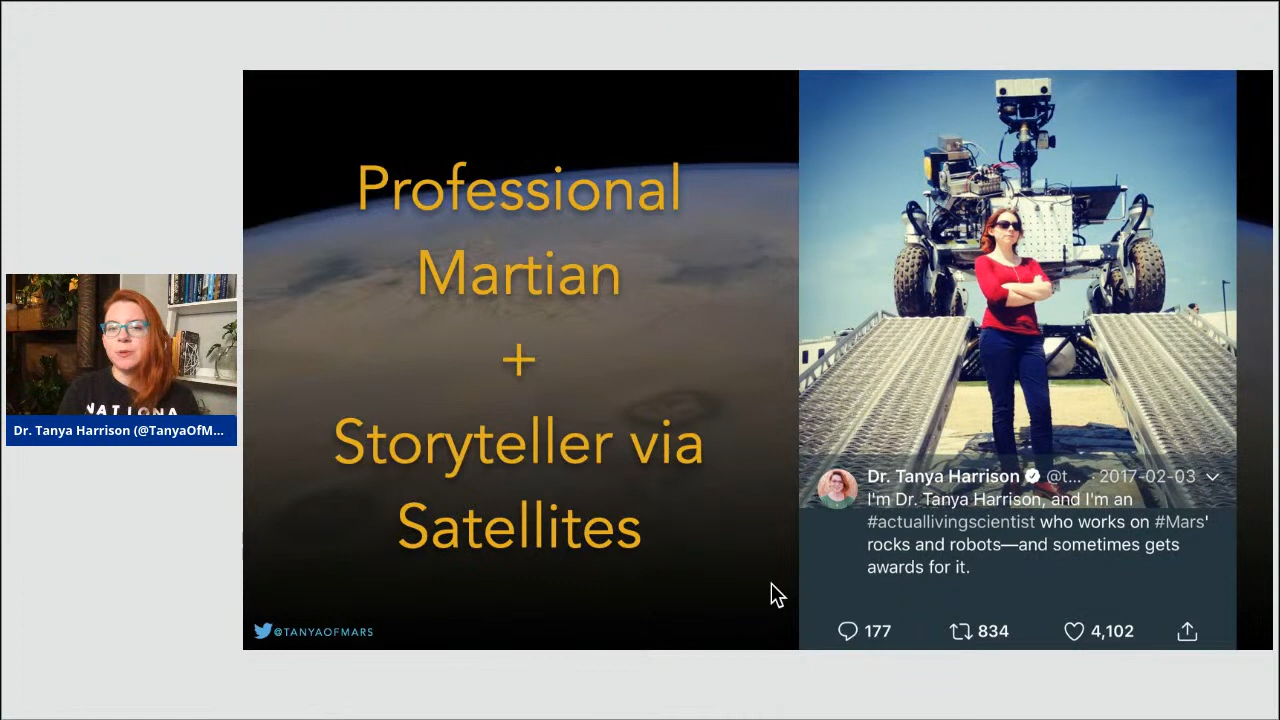 Professional
Martian
+
Storyteller via
Satellites
@TANYAOFMARS
Dr. Tanya Harrison @t... · 2017-02-03
I'm Dr. Tanya Harrison, and I'm an
#actuallivingscientist who works on #Mars'
rocks and robots—and sometimes gets
awards for it.
177 834 4,102
NATIONA
Dr. Tanya Harrison (@TanyaOfM...